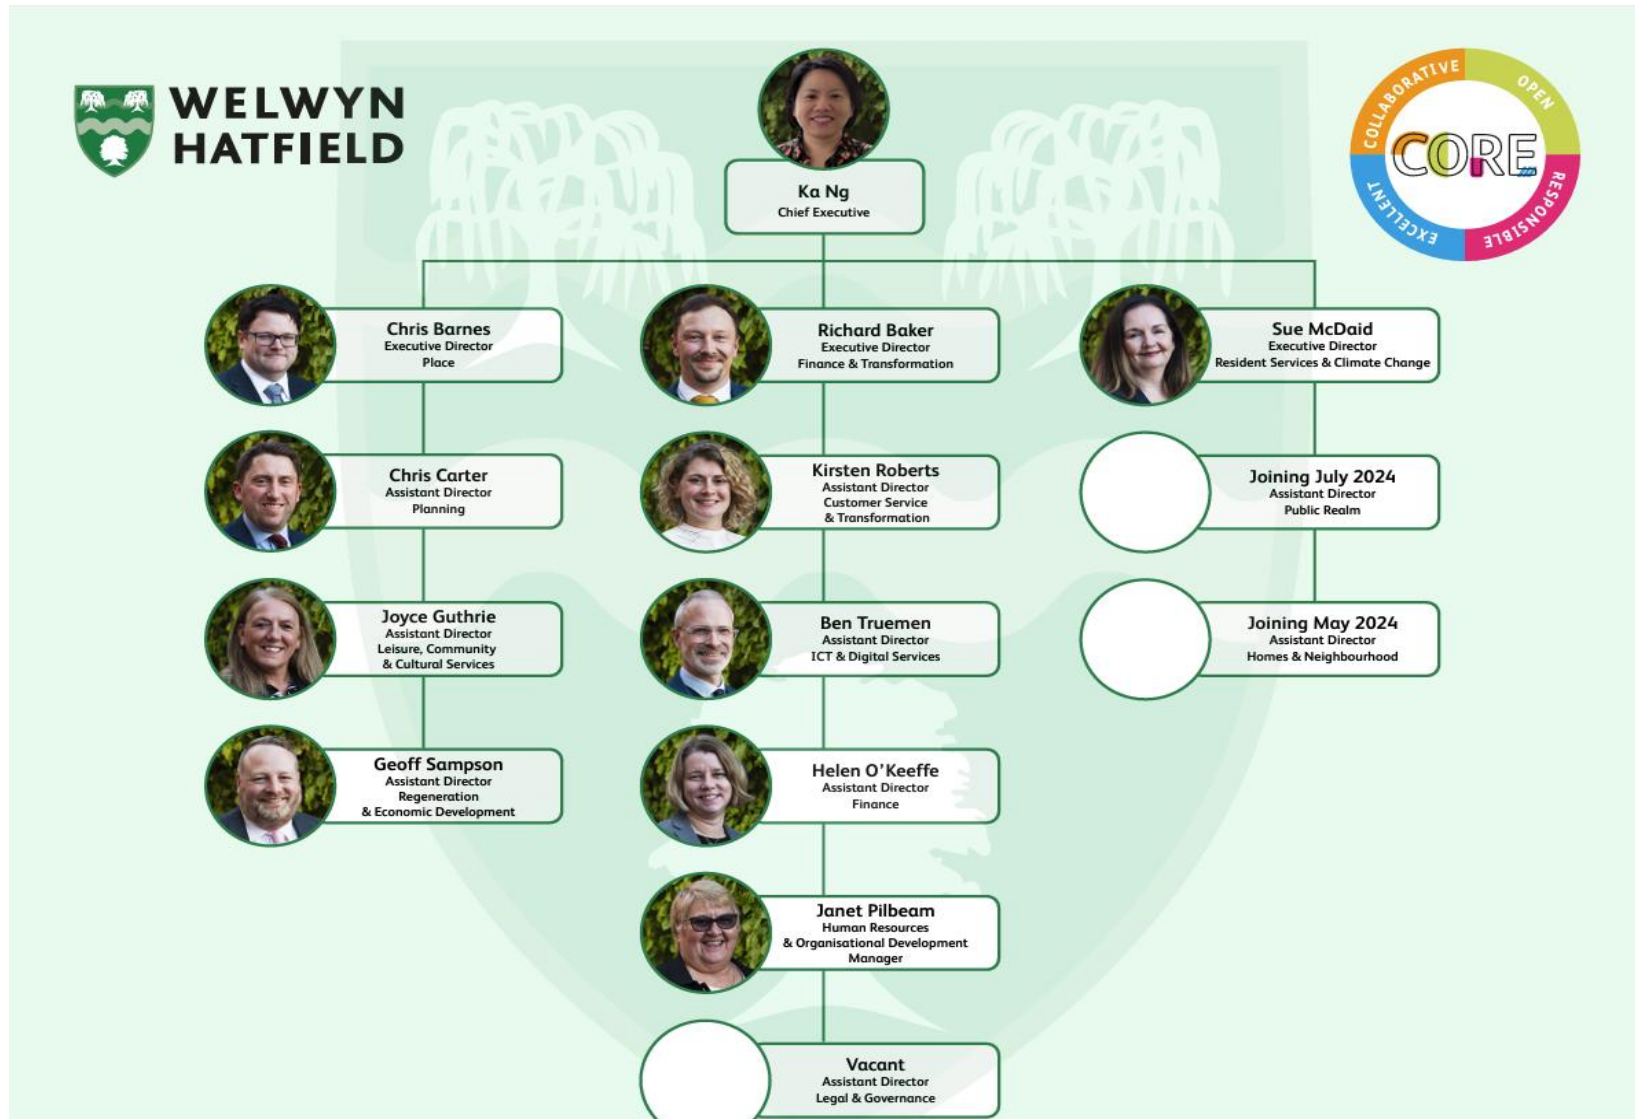 WELWYN
HATFIELD
COLLABORATIVE
OPEN
CORE
EXCELLENT
RESPONSIBLE
Ka Ng
Chief Executive
Chris Barnes
Executive Director
Place
Richard Baker
Executive Director
Finance & Transformation
Sue McDaid
Executive Director
Resident Services & Climate Change
Chris Carter
Assistant Director
Planning
Kirsten Roberts
Assistant Director
Customer Service
& Transformation
Joining July 2024
Assistant Director
Public Realm
Joyce Guthrie
Assistant Director
Leisure, Community
& Cultural Services
Ben Truemen
Assistant Director
ICT & Digital Services
Joining May 2024
Assistant Director
Homes & Neighbourhood
Geoff Sampson
Assistant Director
Regeneration
& Economic Development
Helen O'Keeffe
Assistant Director
Finance
Janet Pilbeam
Human Resources
& Organisational Development
Manager
Vacant
Assistant Director
Legal & Governance